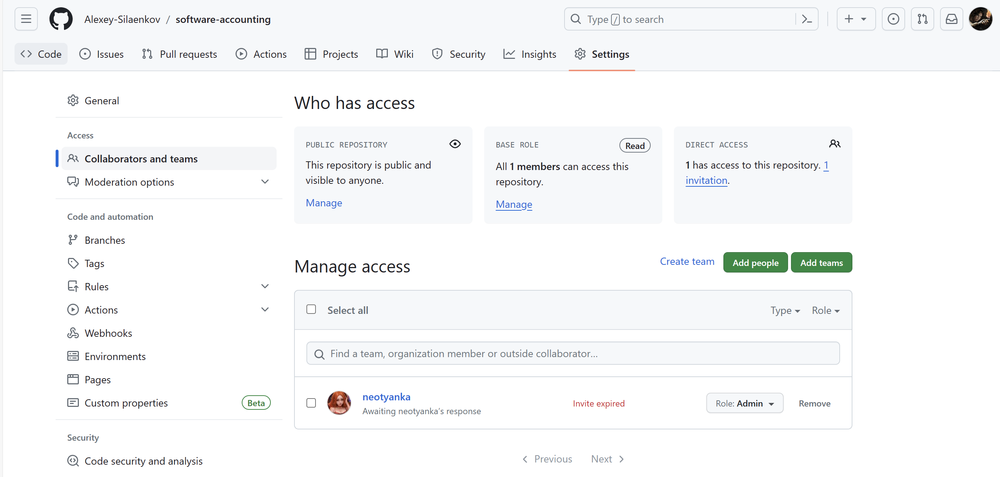 Alexey-Silaenkov / software-accounting
Type / to search
Code Issues Pull requests Actions Projects Wiki Security Insights Settings
General
Access
Collaborators and teams
Moderation options
Code and automation
Branches
Tags
Rules
Actions
Webhooks
Environments
Pages
Custom properties Beta
Security
Code security and analysis
Who has access
PUBLIC REPOSITORY
This repository is public and
visible to anyone.
Manage
BASE ROLE Read
All 1 members can access this
repository.
Manage
DIRECT ACCESS
1 has access to this repository. 1
invitation.
Manage access
Create team Add people Add teams
Select all Type Role
Find a team, organization member or outside collaborator...
neotyanka
Awaiting neotyanka’s response
Invite expired
Role: Admin
Remove
Previous Next